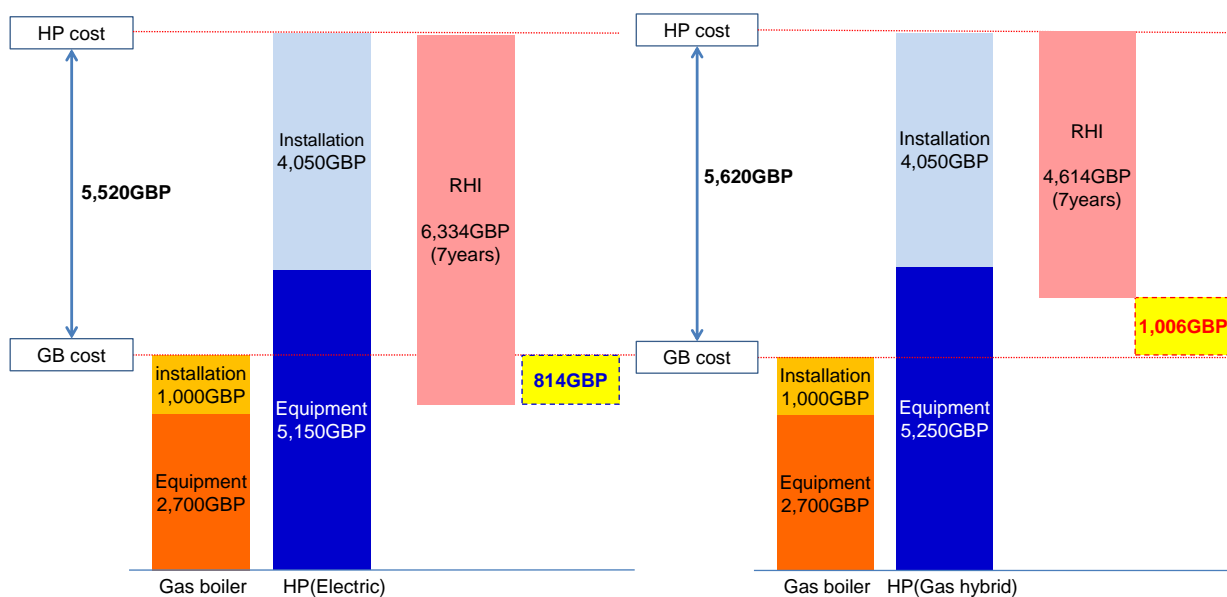 HP cost
Installation
4,050GBP
RHI
6,334GBP
(7years)
5,520GBP
GB cost
installation
1,000GBP
814GBP
Equipment
5,150GBP
Equipment
2,700GBP
Gas boiler
HP(Electric)
HP cost
Installation
4,050GBP
RHI
4,614GBP
(7years)
5,620GBP
1,006GBP
GB cost
Installation
1,000GBP
Equipment
5,250GBP
Equipment
2,700GBP
Gas boiler
HP(Gas hybrid)